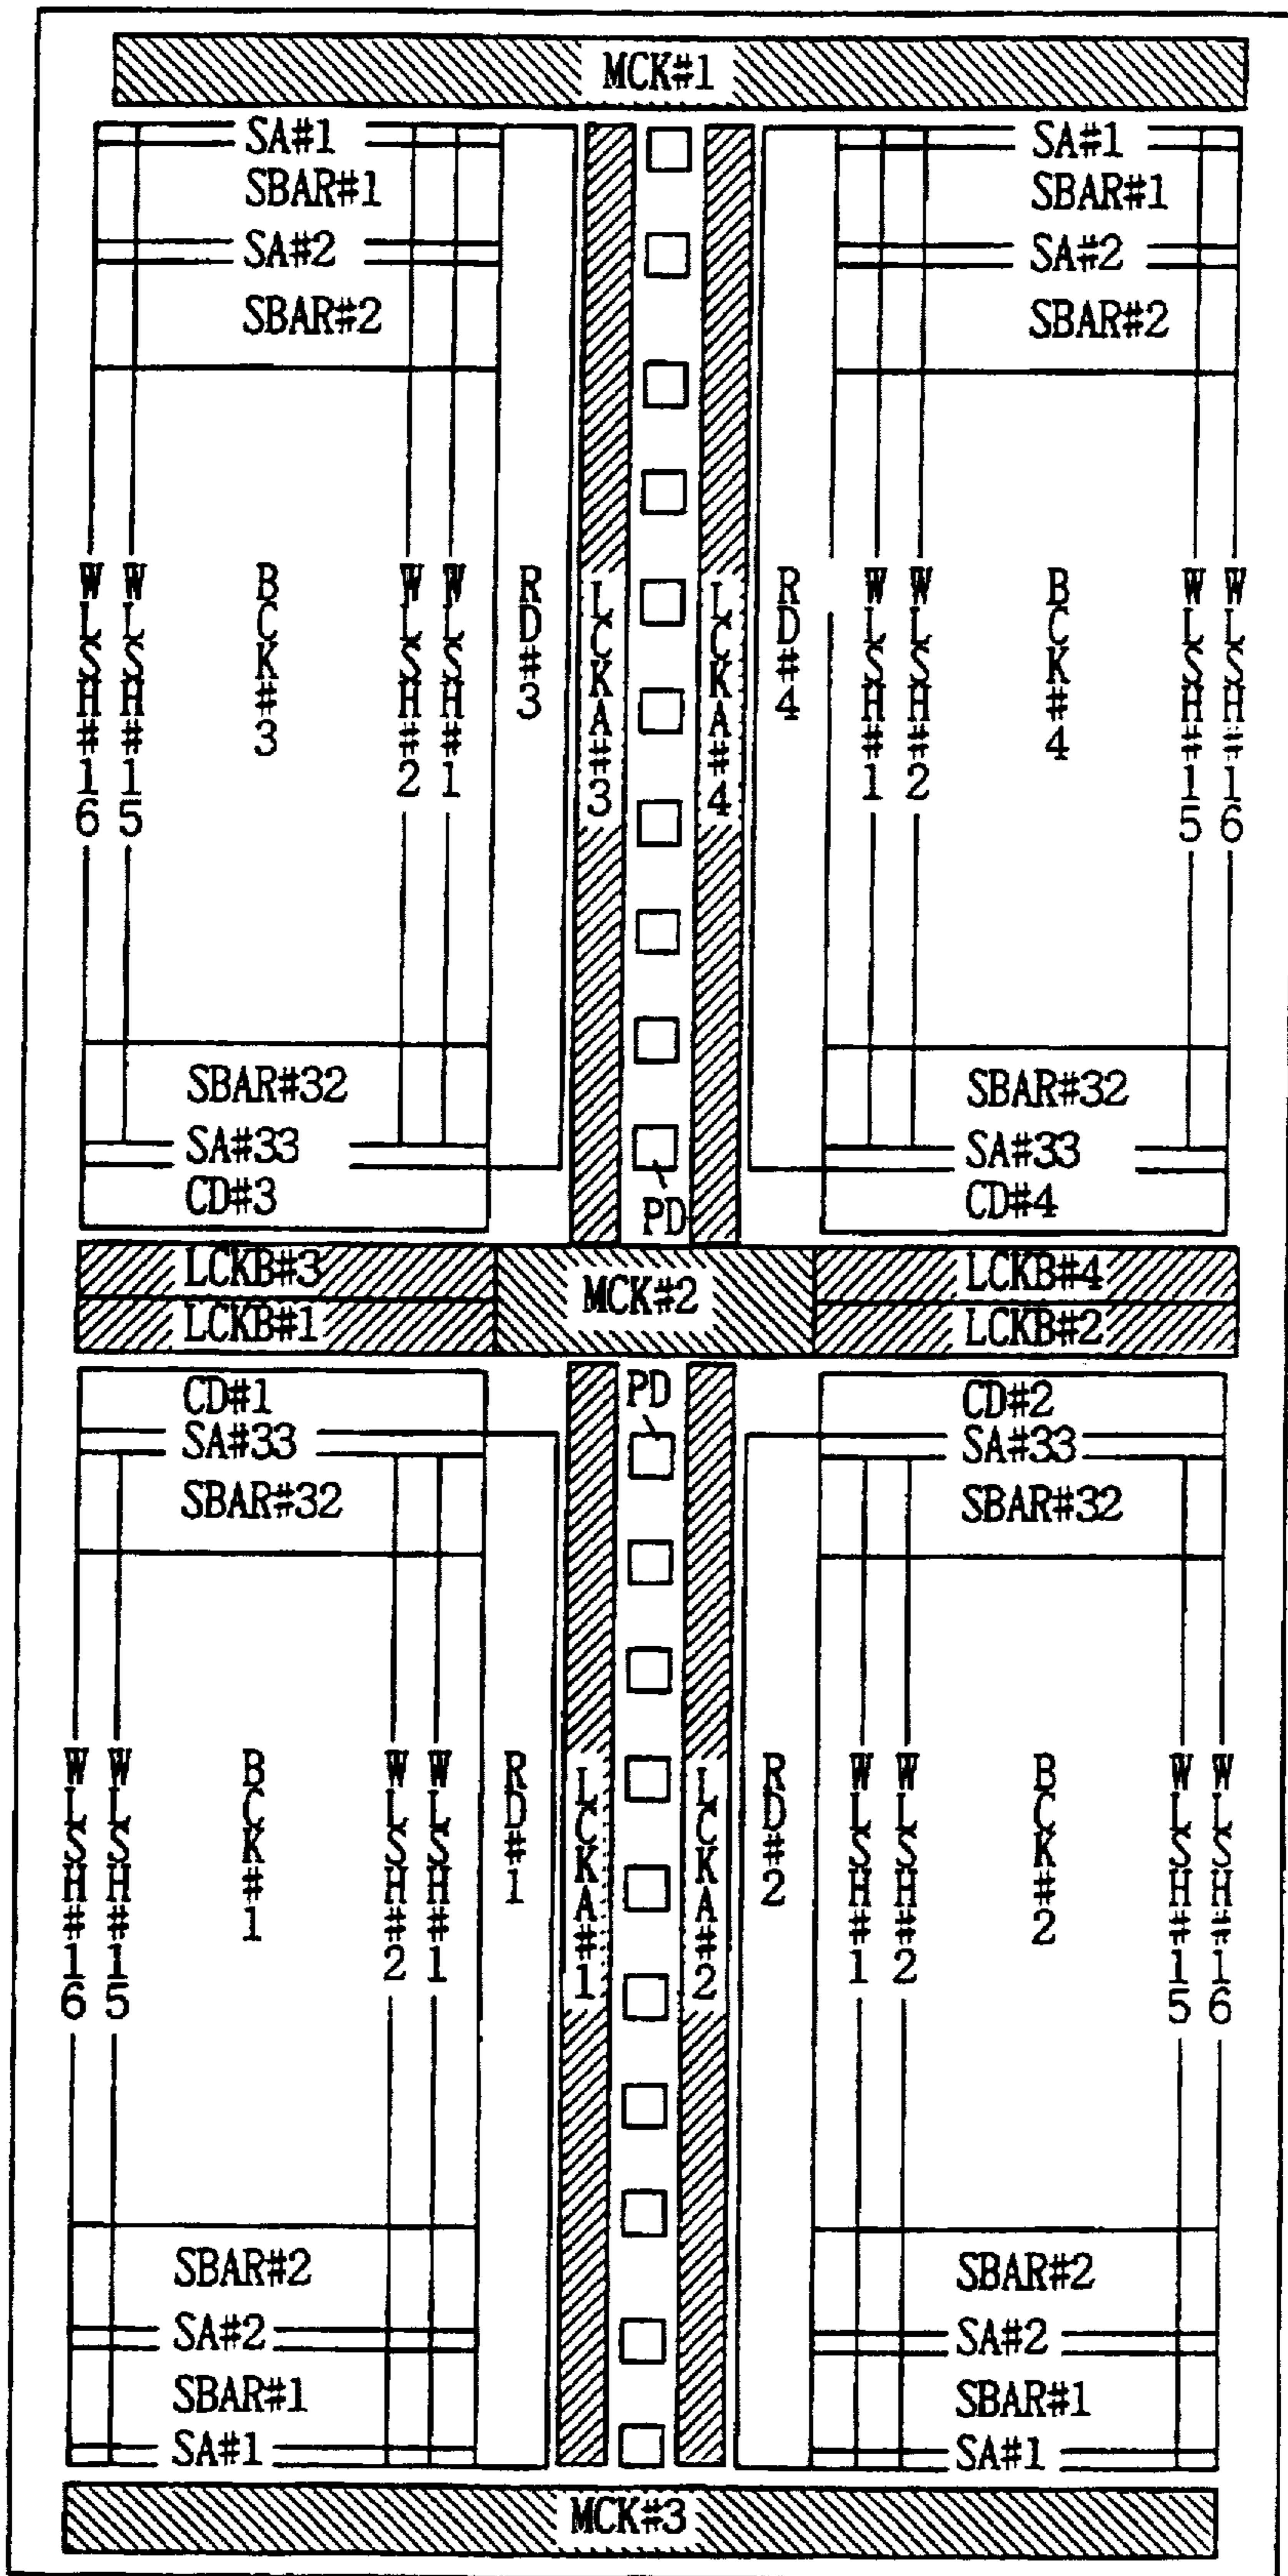 MCK#1
SA#1
SBAR#1
SA#2
SBAR#2
SA#1
SBAR#1
SA#2
SBAR#2
WLSH#16
WLSH#15
BCK#3
WLSH#2
WLSH#1
RD#3
LCKA#3
LCKA#4
RD#4
WLSH#1
WLSH#2
BCK#4
WLSH#15
WLSH#16
SBAR#32
SA#33
CD#3
PD
SBAR#32
SA#33
CD#4
LCKB#3
LCKB#1
MCK#2
LCKB#4
LCKB#2
CD#1
SA#33
SBAR#32
PD
CD#2
SA#33
SBAR#32
WLSH#16
WLSH#15
BCK#1
WLSH#2
WLSH#1
RD#1
LCKA#1
LCKA#2
RD#2
WLSH#1
WLSH#2
BCK#2
WLSH#15
WLSH#16
SBAR#2
SA#2
SBAR#1
SA#1
SBAR#2
SA#2
SBAR#1
SA#1
MCK#3